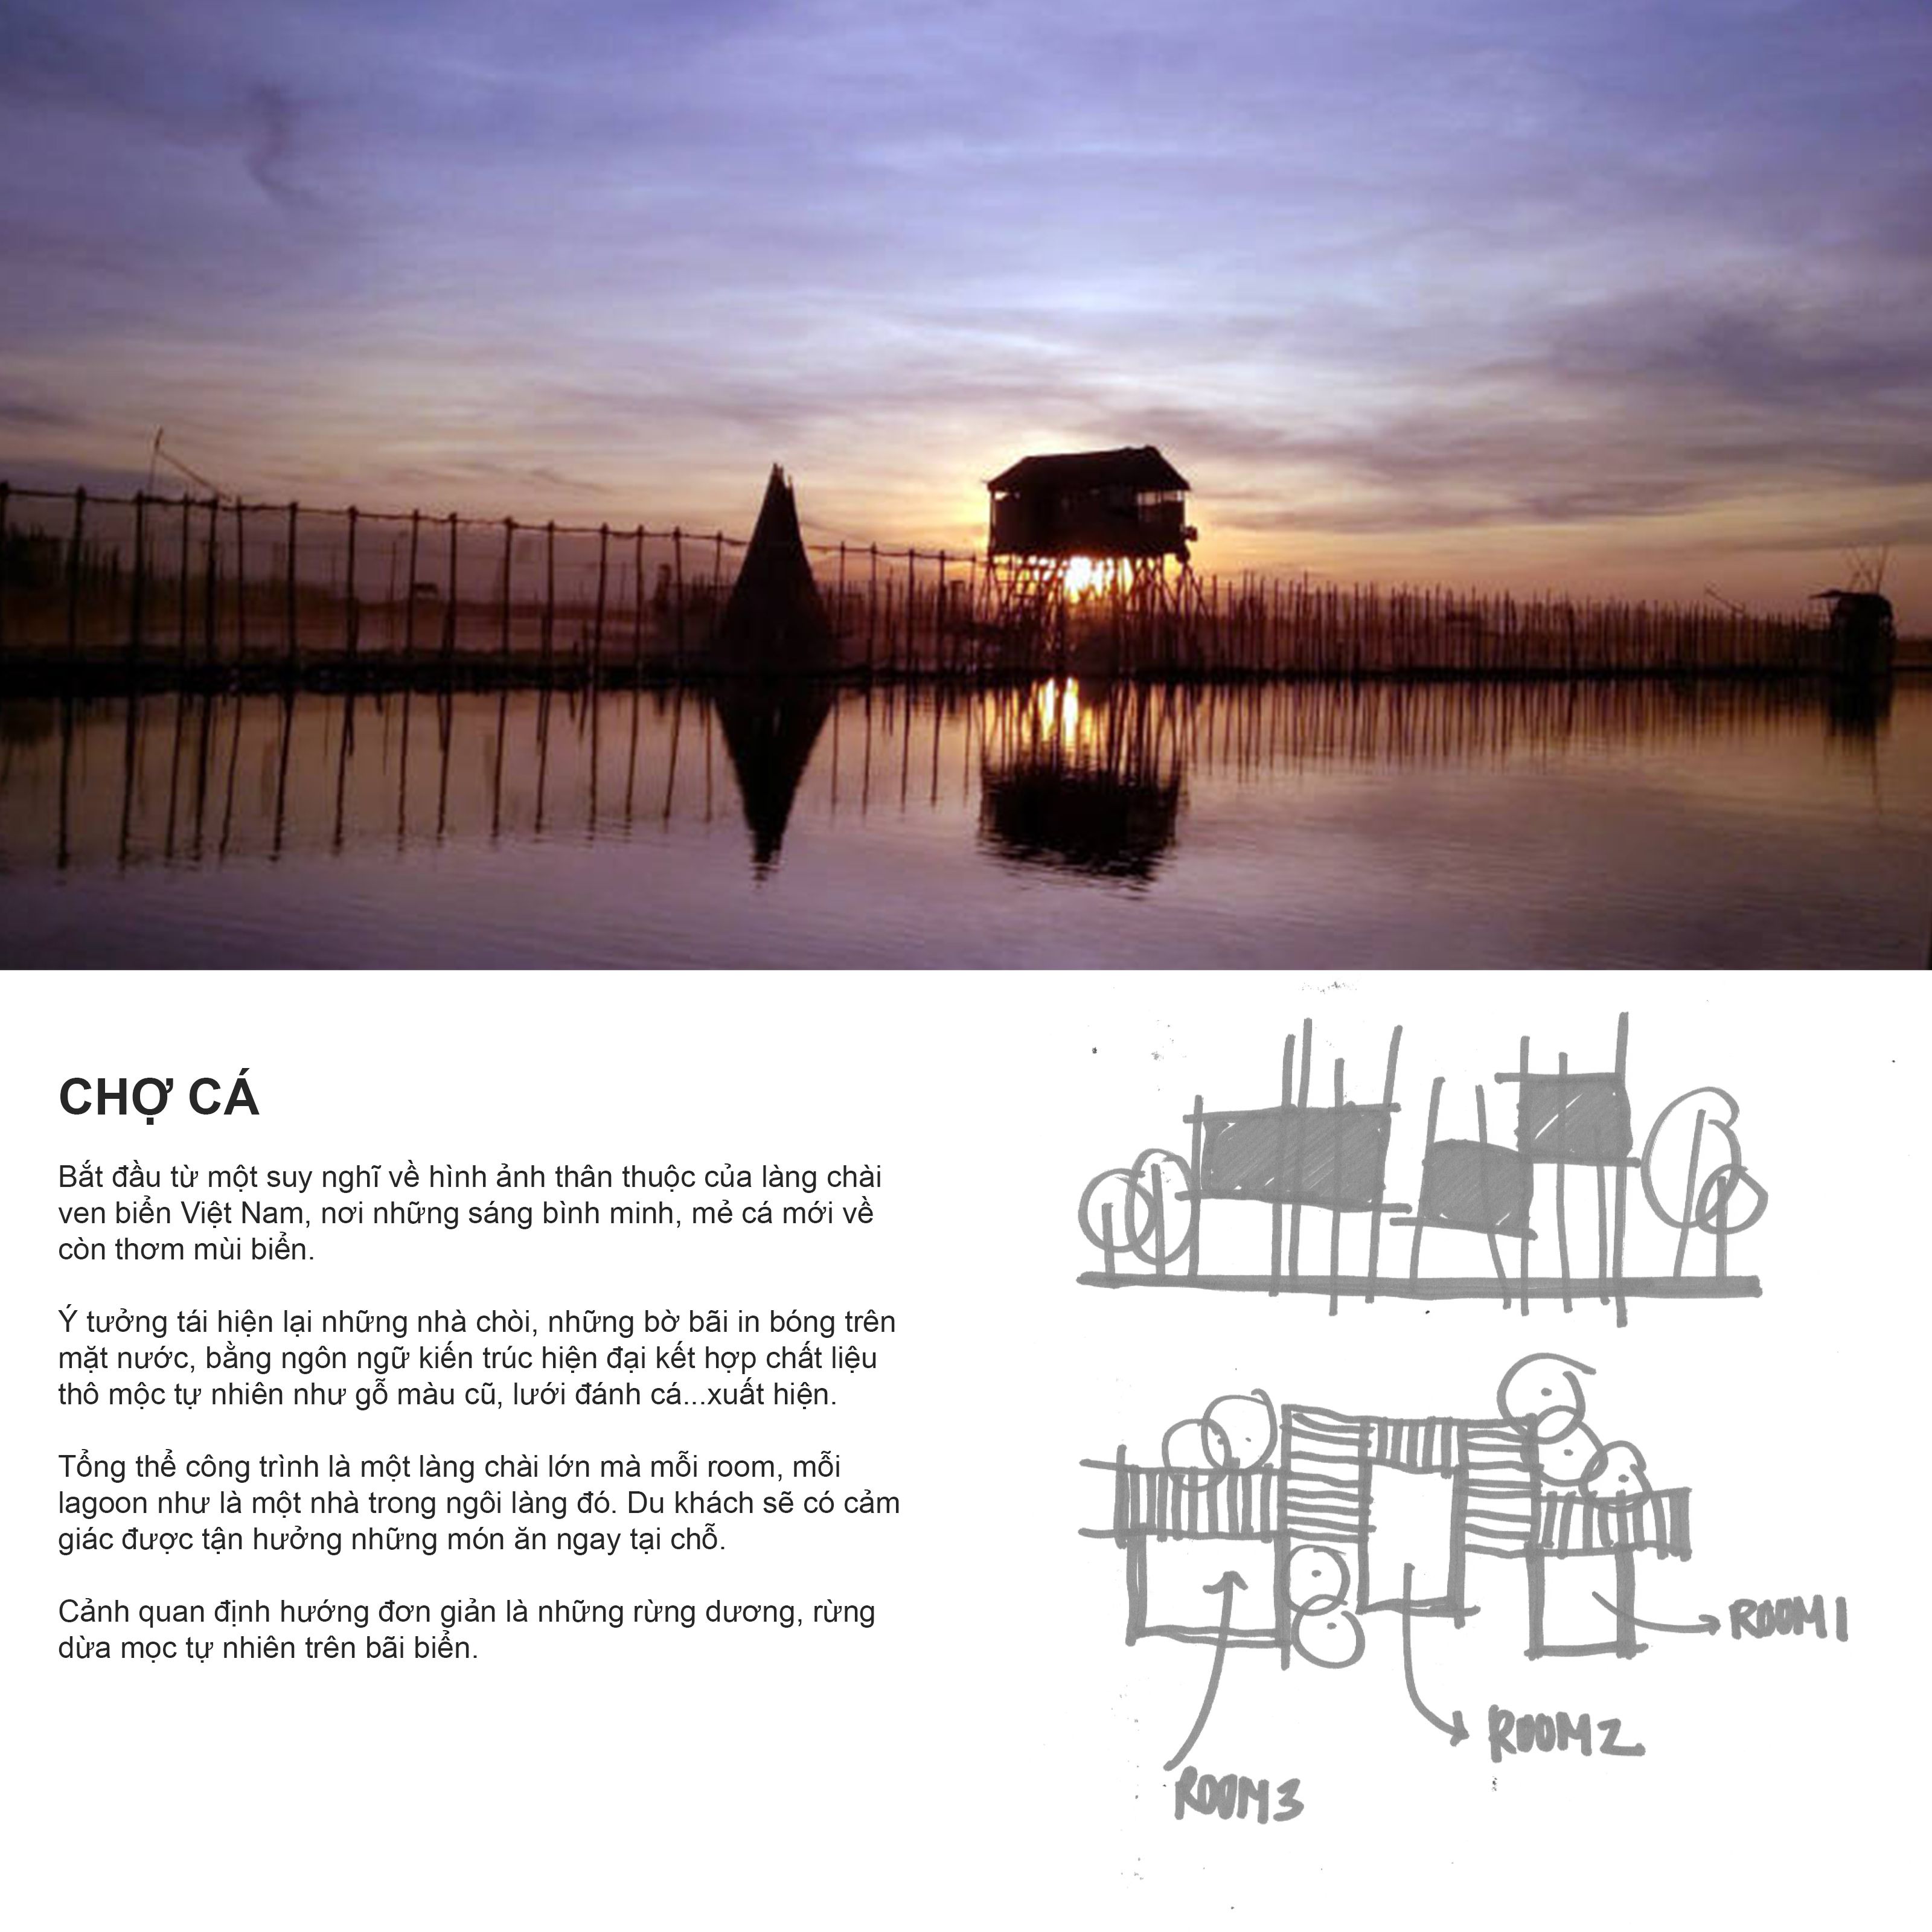 CHỢ CÁ
Bắt đầu từ một suy nghĩ về hình ảnh thân thuộc của làng chài
ven biển Việt Nam, nơi những sáng bình minh, mẻ cá mới về
còn thơm mùi biển.
Ý tưởng tái hiện lại những nhà chòi, những bờ bãi in bóng trên
mặt nước, bằng ngôn ngữ kiến trúc hiện đại kết hợp chất liệu
thô mộc tự nhiên như gỗ màu cũ, lưới đánh cá...xuất hiện.
Tổng thể công trình là một làng chài lớn mà mỗi room, mỗi
lagoon như là một nhà trong ngôi làng đó. Du khách sẽ có cảm
giác được tận hưởng những món ăn ngay tại chỗ.
Cảnh quan định hướng đơn giản là những rừng dương, rừng
dừa mọc tự nhiên trên bãi biển.
ROOM1
ROOM2
ROOM3